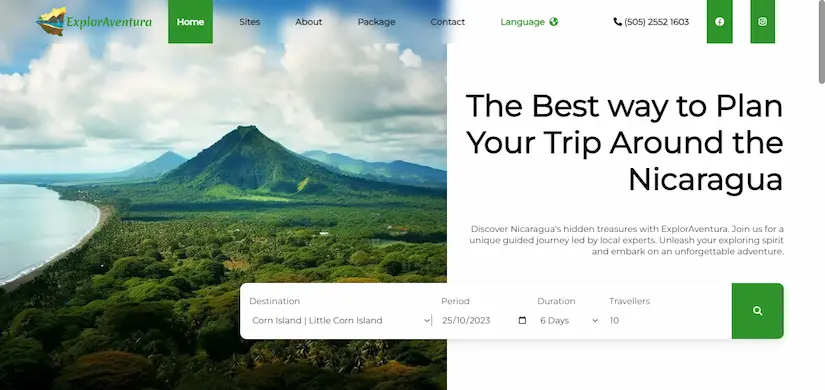 ExplorAventura
Home
Sites
About
Package
Contact
Language
(505) 2552 1603
The Best way to Plan
Your Trip Around the
Nicaragua
Discover Nicaragua's hidden treasures with ExplorAventura. Join us for a
unique guided journey led by local experts. Unleash your exploring spirit
and embark on an unforgettable adventure.
Destination
Period
Duration
Travellers
Corn Island | Little Corn Island
25/10/2023
6 Days
10